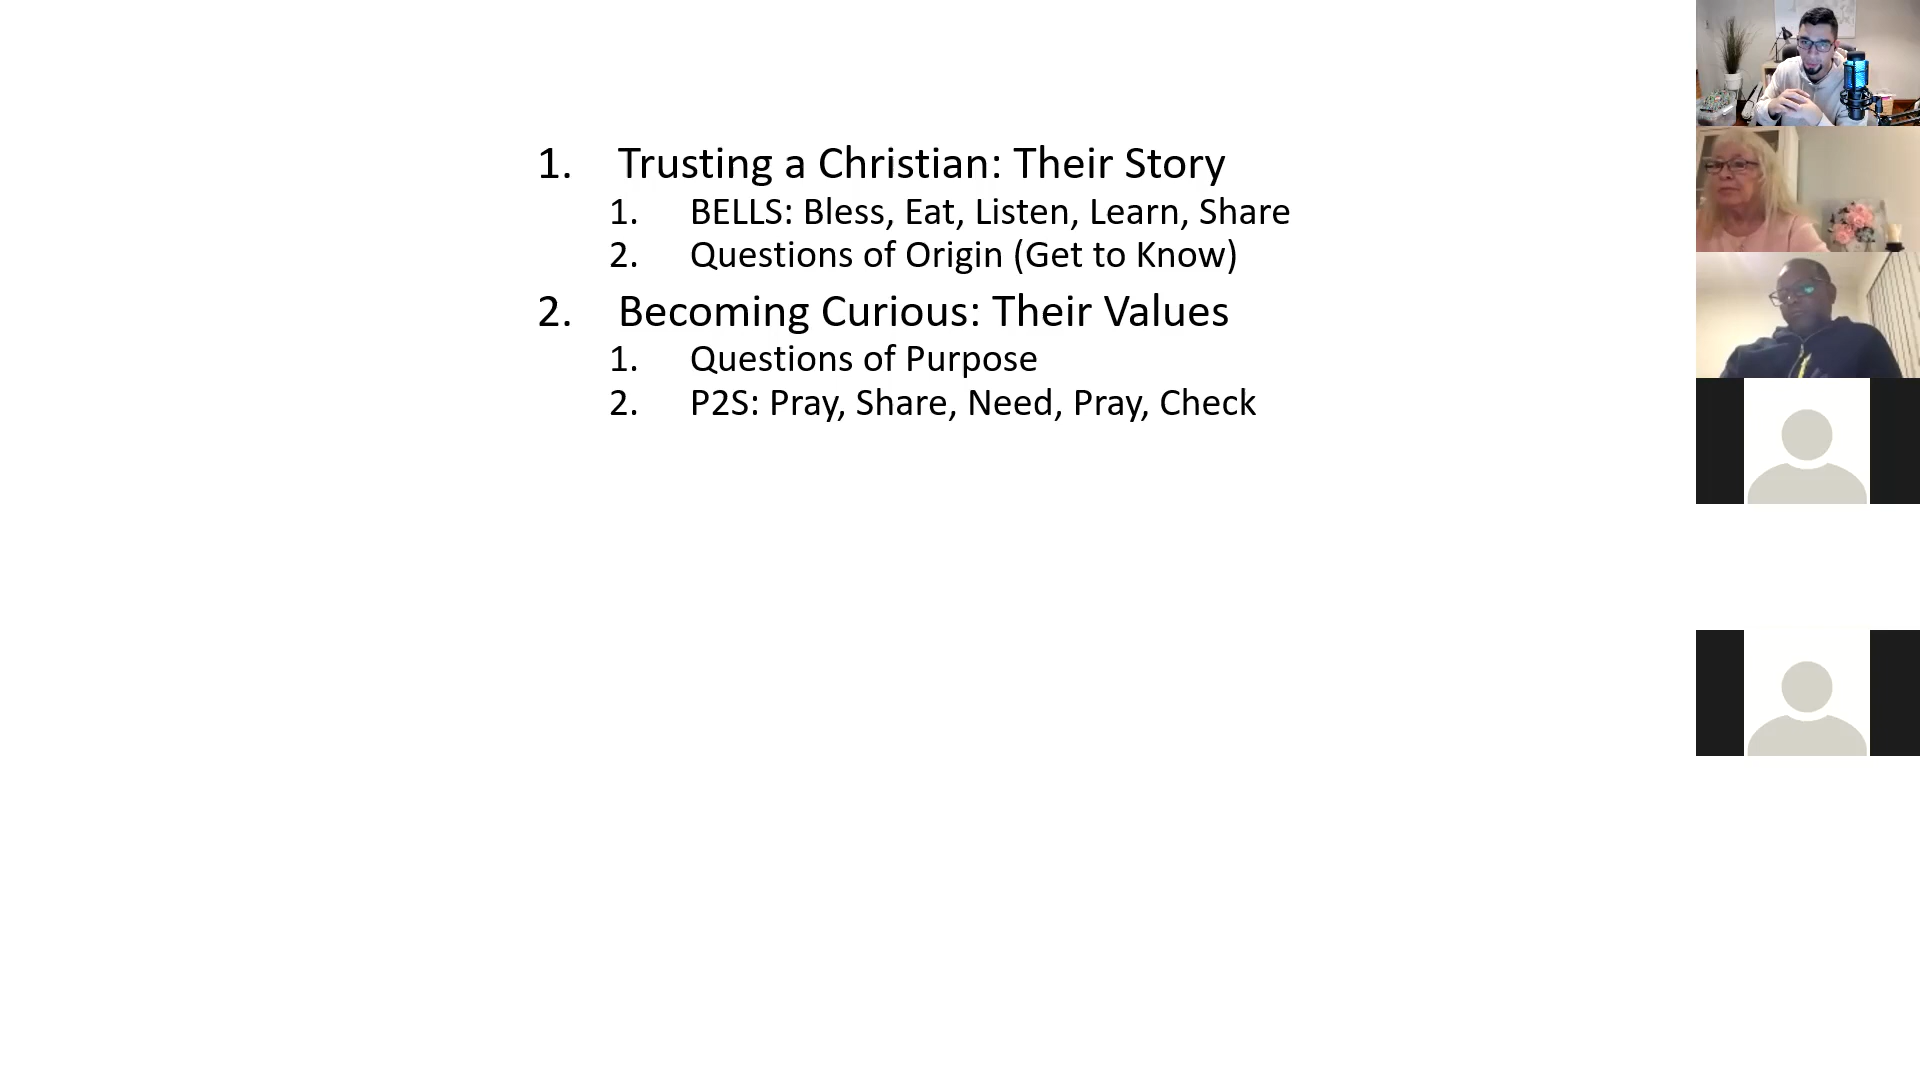 1. Trusting a Christian: Their Story
1. BELLS: Bless, Eat, Listen, Learn, Share
2. Questions of Origin (Get to Know)
2. Becoming Curious: Their Values
1. Questions of Purpose
2. P2S: Pray, Share, Need, Pray, Check